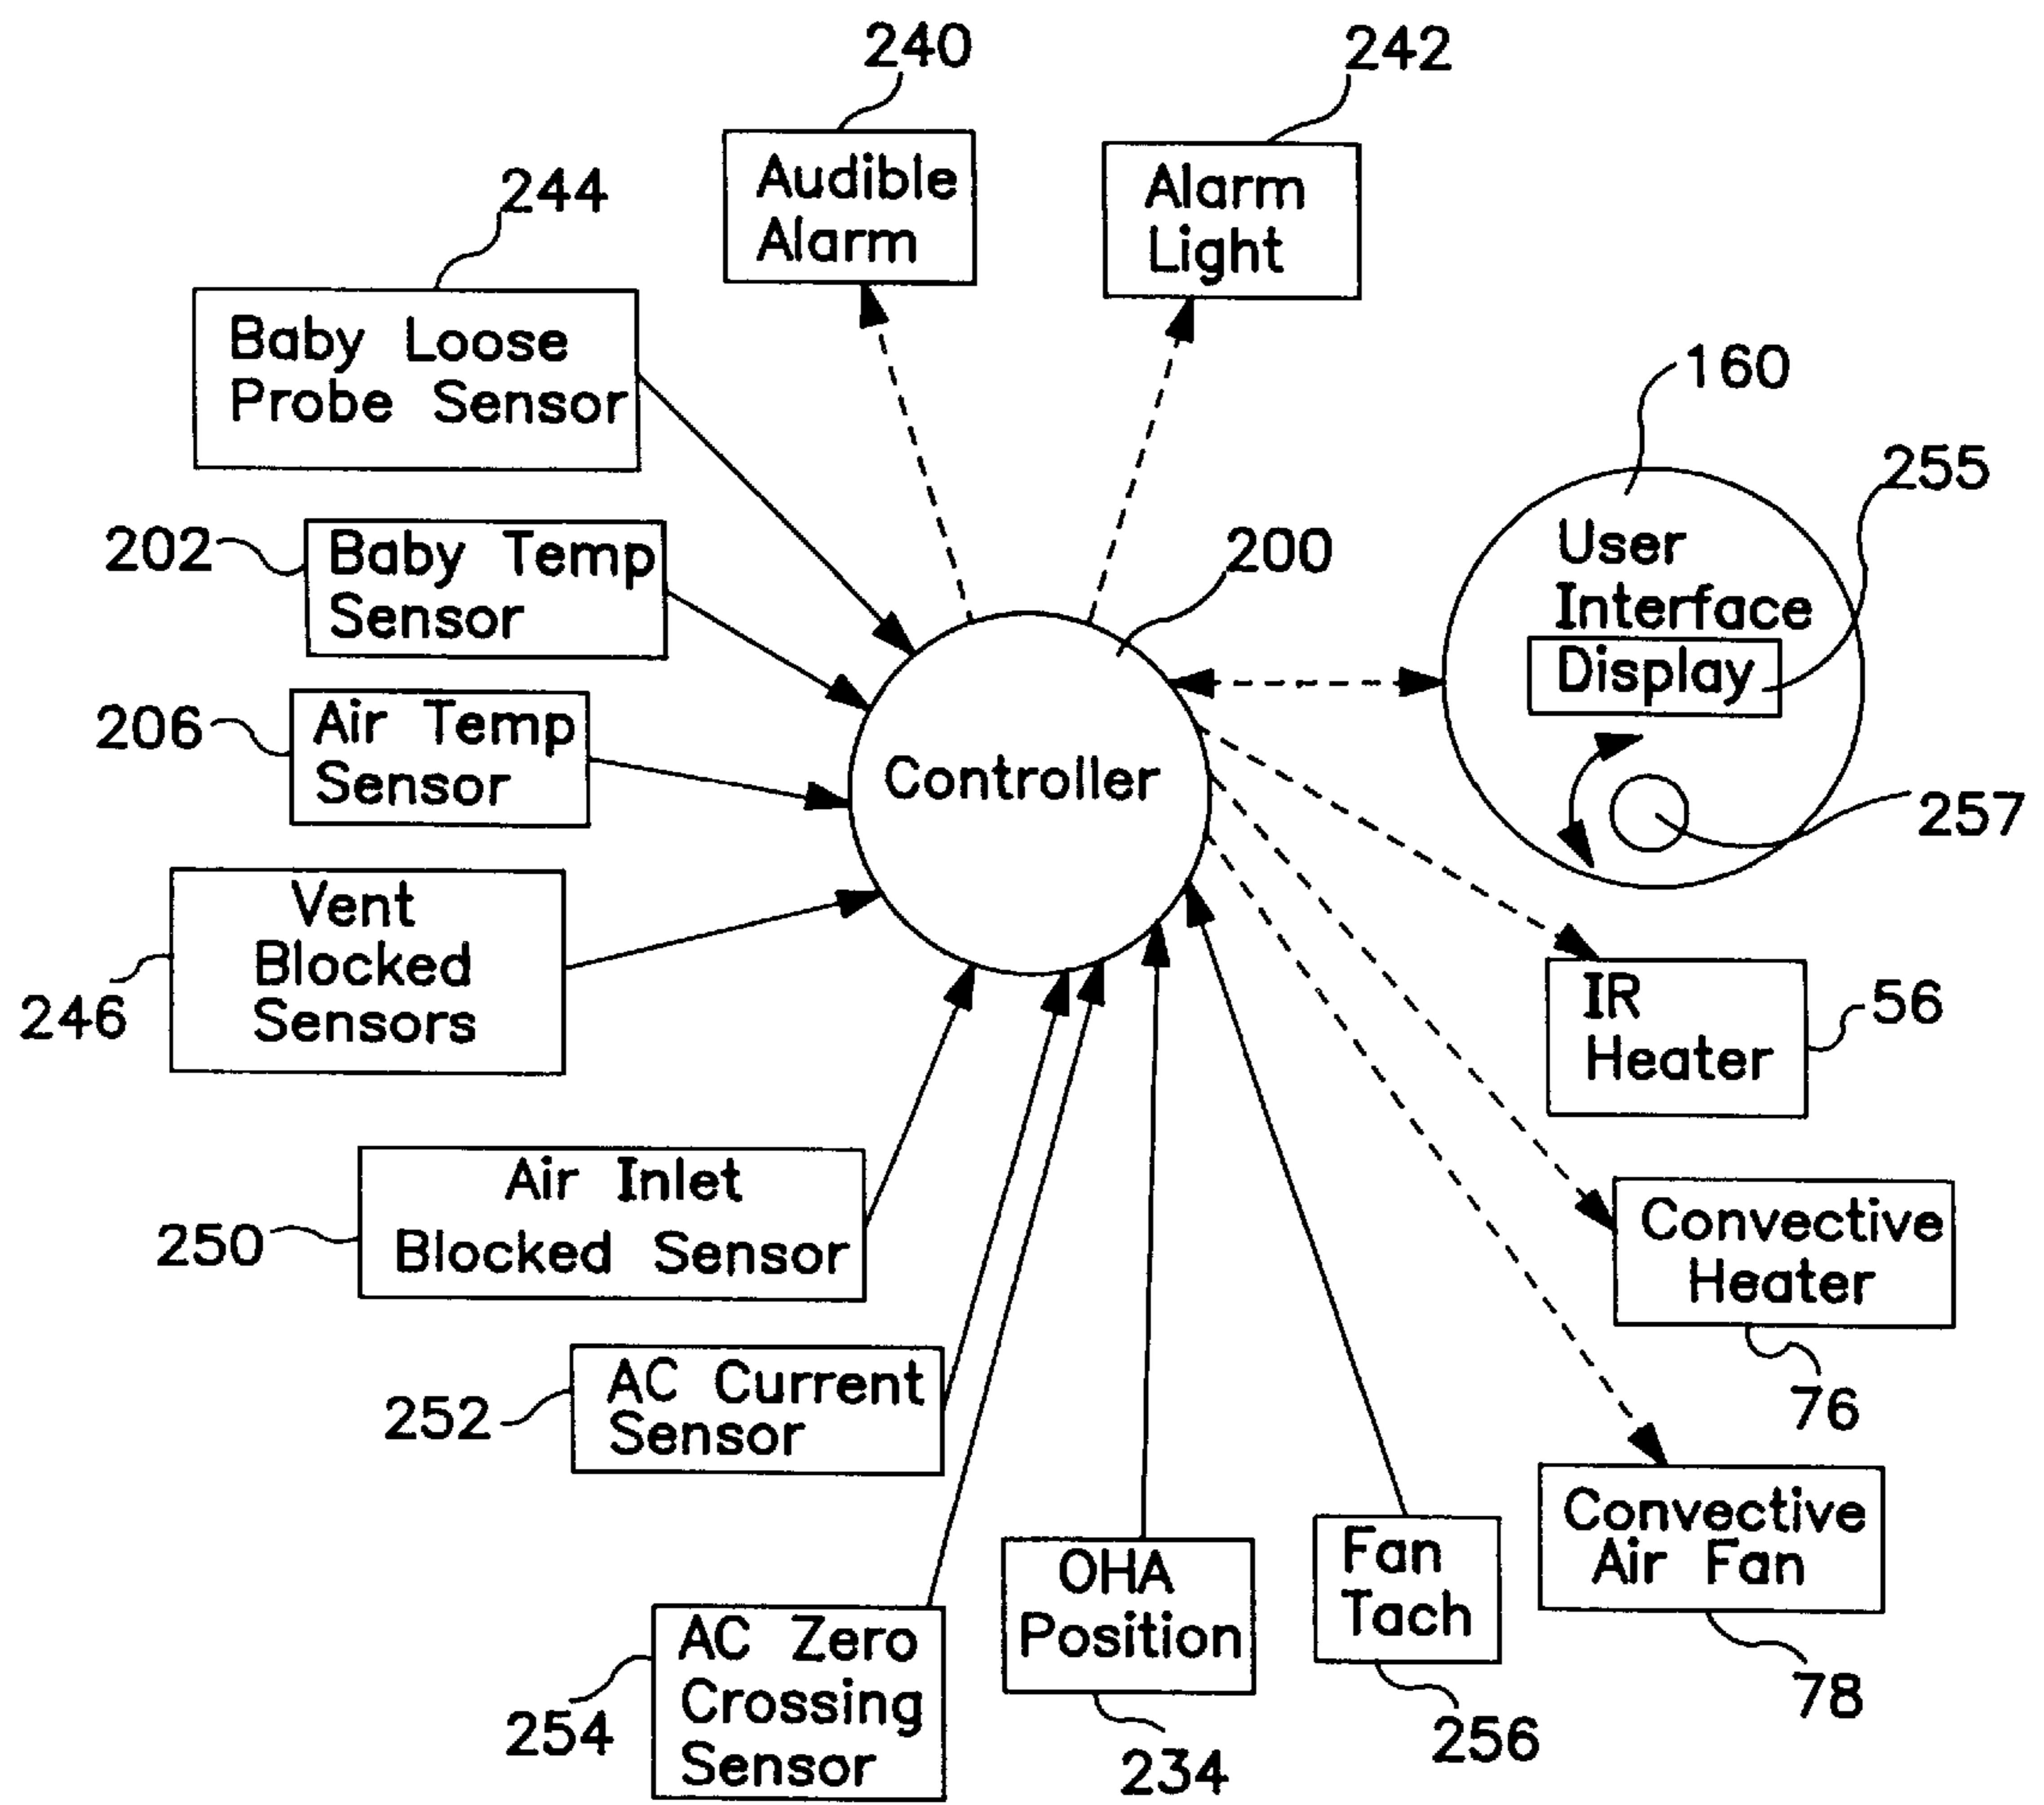 240
242
Audible
Alarm
Alarm
Light
244
Baby Loose
Probe Sensor
160
255
User
Interface
Display
257
202
Baby Temp
Sensor
200
206
Air Temp
Sensor
Controller
Vent
Blocked
Sensors
246
IR
Heater
56
Air Inlet
Blocked Sensor
250
Convective
Heater
76
AC Current
Sensor
252
Convective
Air Fan
78
AC Zero
Crossing
Sensor
254
OHA
Position
234
Fan
Tach
256